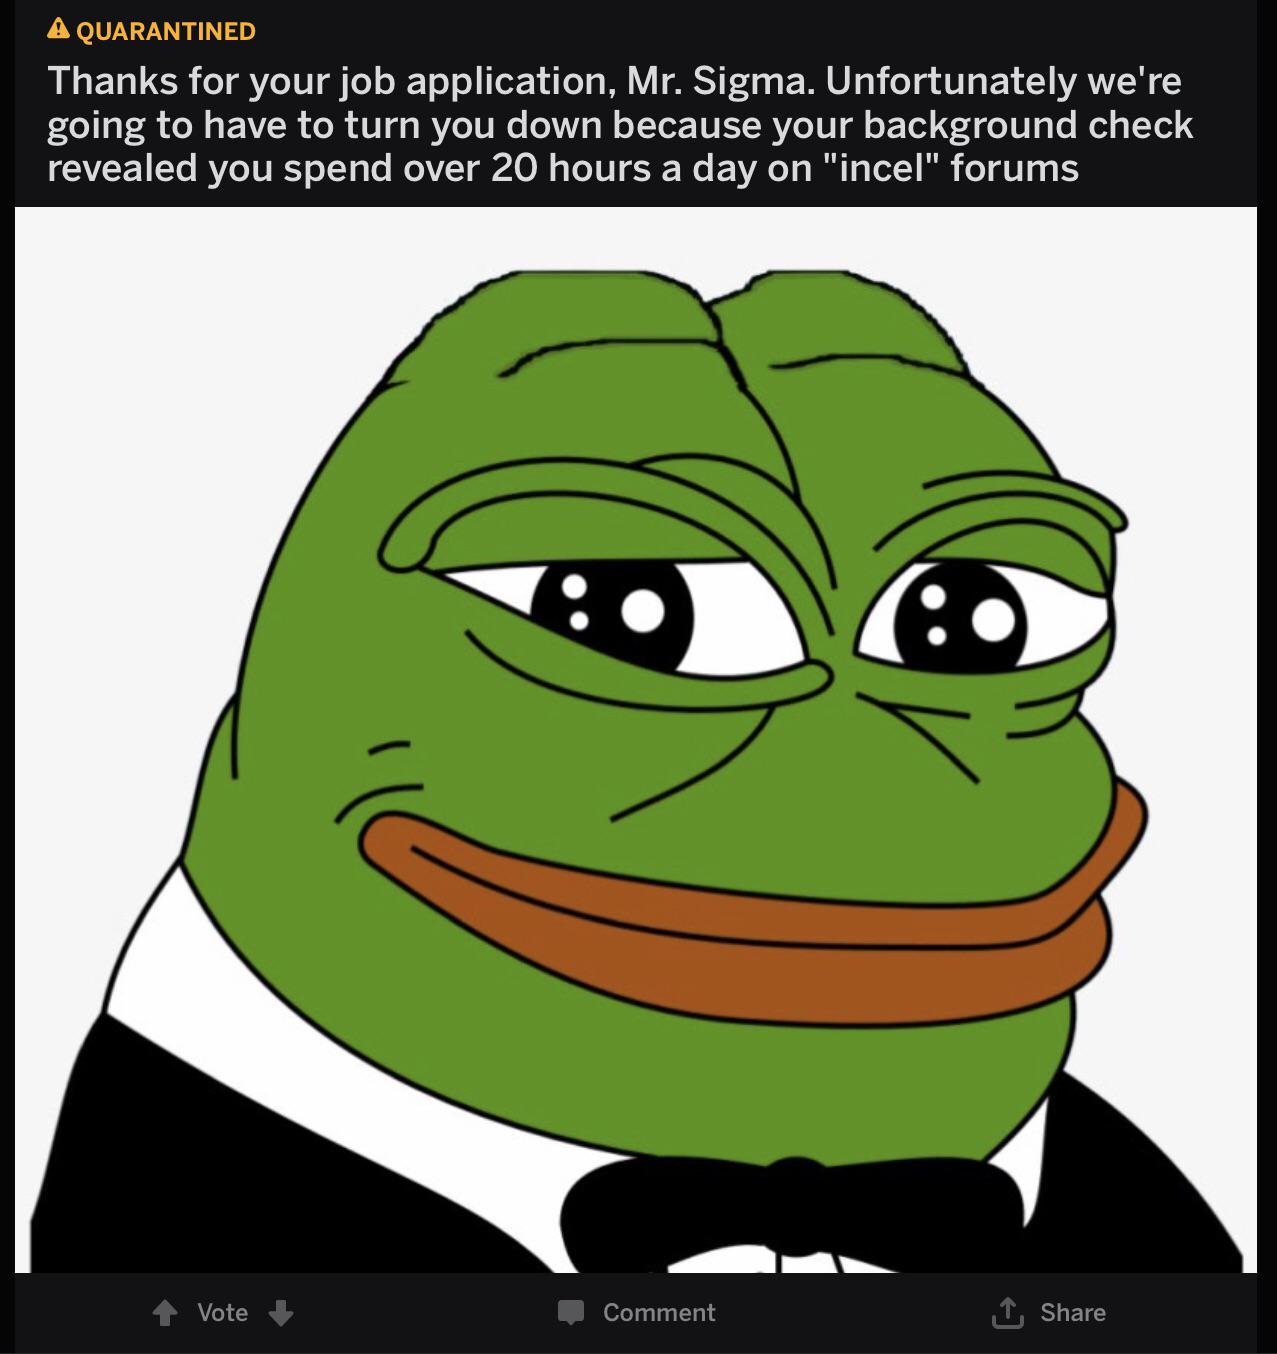 QUARANTINED
Thanks for your job application, Mr. Sigma. Unfortunately we're
going to have to turn you down because your background check
revealed you spend over 20 hours a day on "incel" forums
Vote
Comment
Share